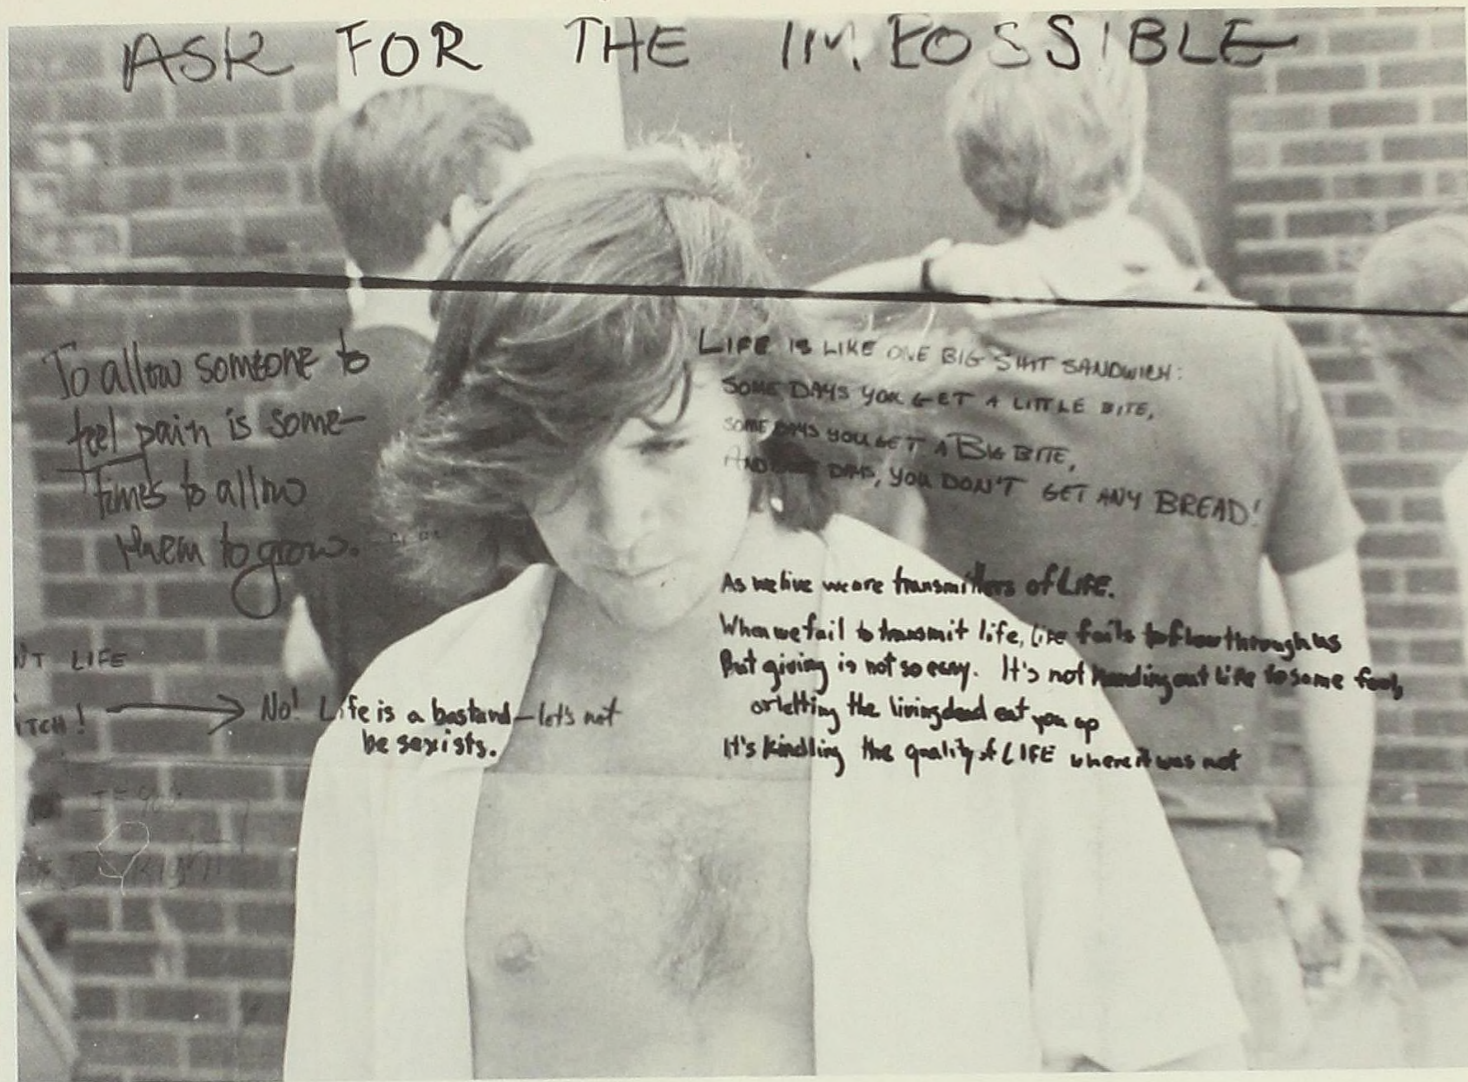 ASK FOR THE IMPOSSIBLE
To allow someone to
feel pain is some-
times to allow
them to grow.
LIFE IS LIKE ONE BIG SHIT SANDWICH:
SOME DAYS YOU GET A LITTLE BITE,
SOME DAYS YOU GET A BIG BITE,
AND SOME DAYS, YOU DON'T GET ANY BREAD!
As we live we are transmitters of LIFE.
When we fail to transmit life, life fails to flow through us
But giving is not so easy. It's not handing out life to some fool,
or letting the living dead eat you up
It's kindling the quality of LIFE where it was not
N'T LIFE
ITCH!
No! Life is a bastard—let's not
be sexists.
IF YOU